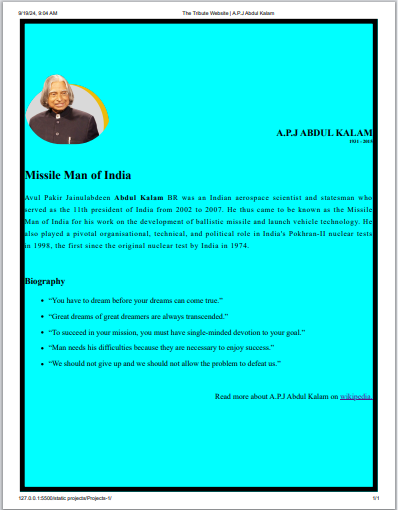 9/19/24, 9:04 AM The Tribute Website | A.P.J Abdul Kalam
A.P.J ABDUL KALAM
1931 - 2015
Missile Man of India
Avul Pakir Jainulabdeen Abdul Kalam BR was an Indian aerospace scientist and statesman who
served as the 11th president of India from 2002 to 2007. He thus came to be known as the Missile
Man of India for his work on the development of ballistic missile and launch vehicle technology. He
also played a pivotal organisational, technical, and political role in India's Pokhran-II nuclear tests
in 1998, the first since the original nuclear test by India in 1974.
Biography
• “You have to dream before your dreams can come true.”
• “Great dreams of great dreamers are always transcended.”
• “To succeed in your mission, you must have single-minded devotion to your goal.”
• “Man needs his difficulties because they are necessary to enjoy success.”
• “We should not give up and we should not allow the problem to defeat us.”
Read more about A.P.J Abdul Kalam on wikipedia.
127.0.0.1:5500/static projects/Projects-1/ 1/1